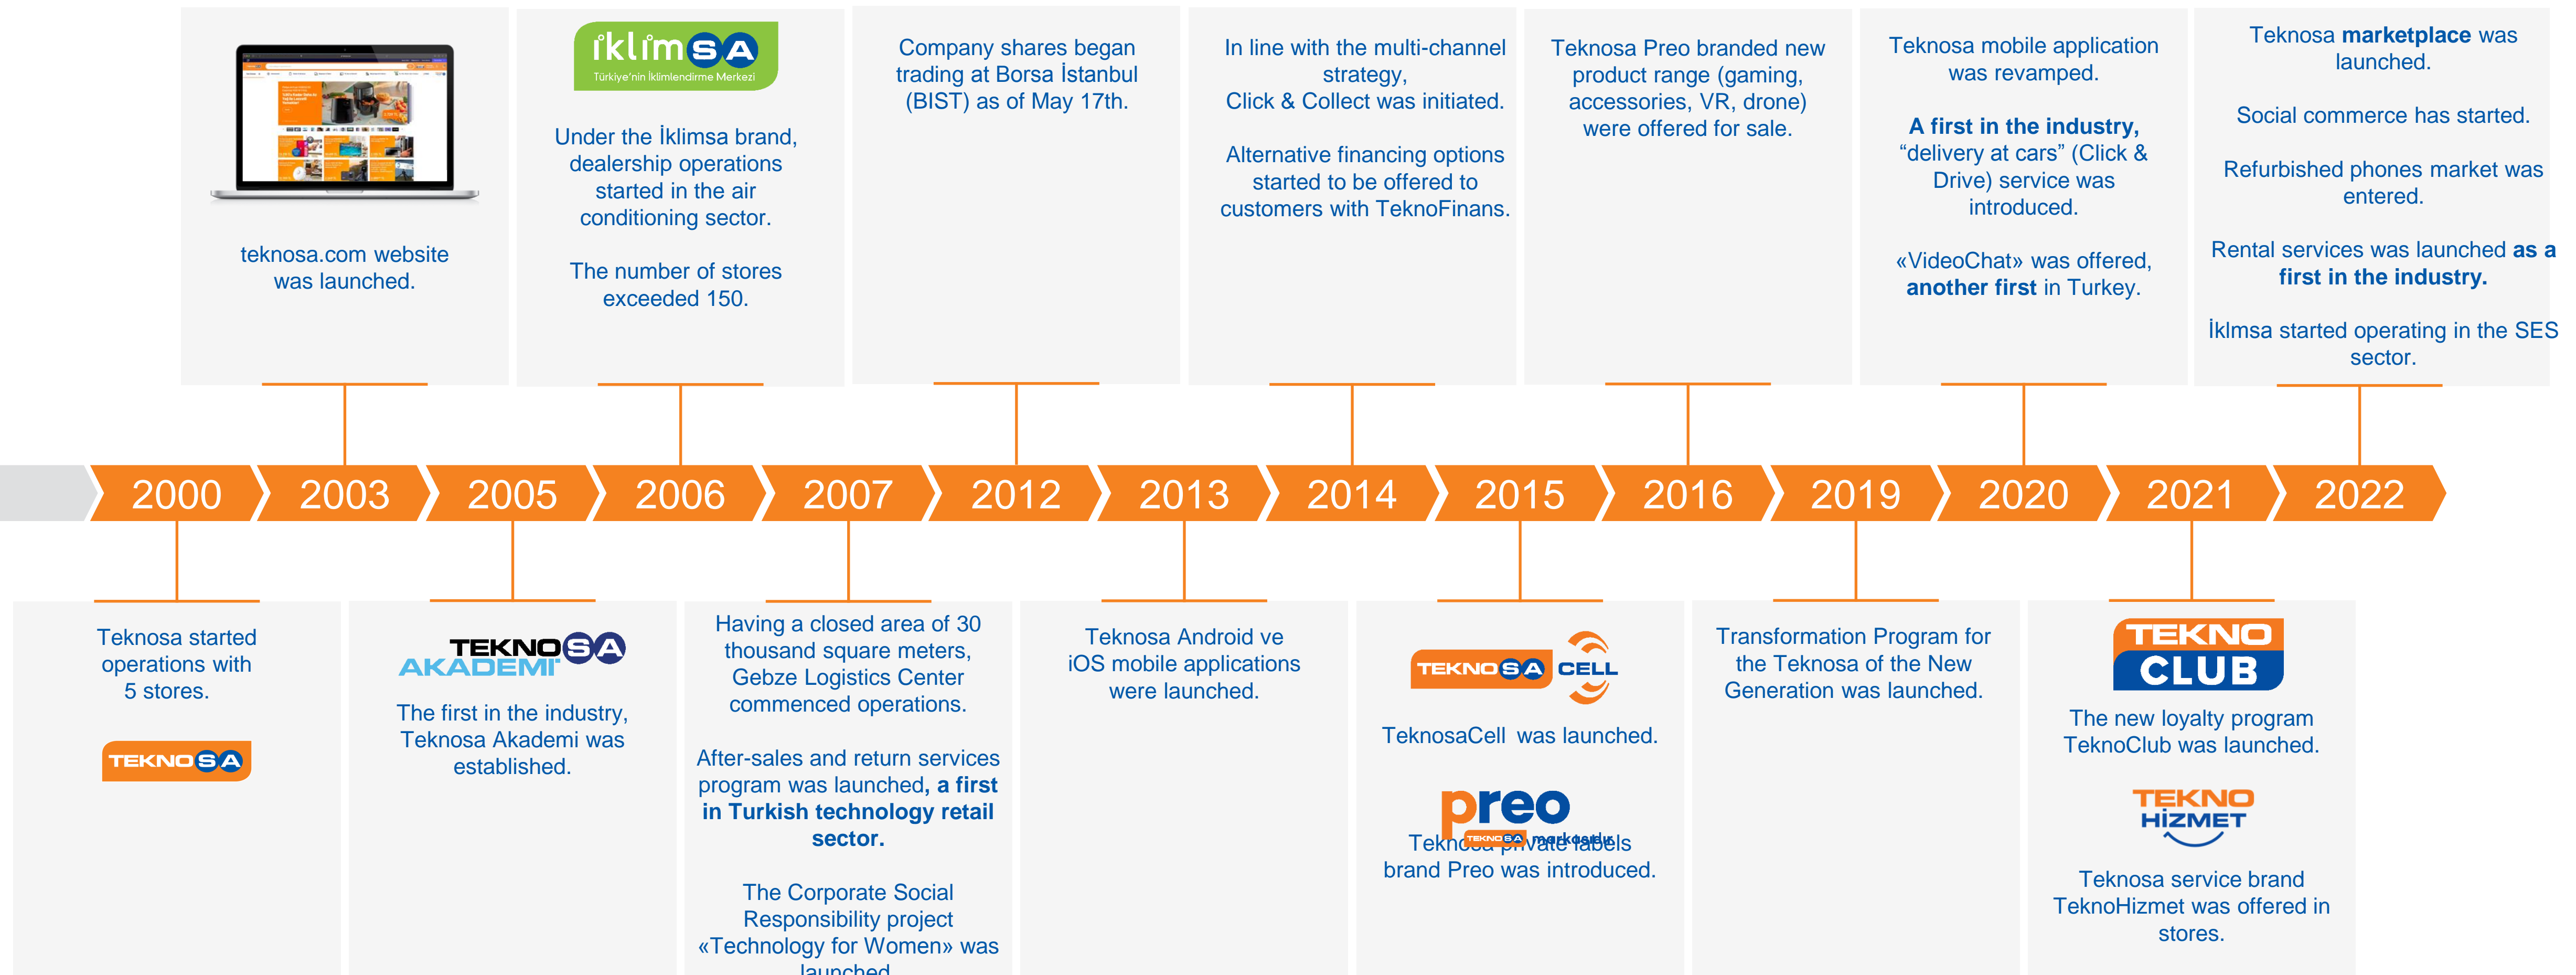 iklimSA
Türkiye'nin İklimlendirme Merkezi
teknosa.com website
was launched.
Under the İklimsa brand,
dealership operations
started in the air
conditioning sector.
The number of stores
exceeded 150.
Company shares began
trading at Borsa İstanbul
(BIST) as of May 17th.
In line with the multi-channel
strategy,
Click & Collect was initiated.
Alternative financing options
started to be offered to
customers with TeknoFinans.
Teknosa Preo branded new
product range (gaming,
accessories, VR, drone)
were offered for sale.
Teknosa mobile application
was revamped.
A first in the industry,
“delivery at cars” (Click &
Drive) service was
introduced.
«VideoChat» was offered,
another first in Turkey.
Teknosa marketplace was
launched.
Social commerce has started.
Refurbished phones market was
entered.
Rental services was launched as a
first in the industry.
İklmsa started operating in the SES
sector.
2000 2003 2005 2006 2007 2012 2013 2014 2015 2016 2019 2020 2021 2022
Teknosa started
operations with
5 stores.
TEKNOSA
TEKNOSA
AKADEMİ
The first in the industry,
Teknosa Akademi was
established.
Having a closed area of 30
thousand square meters,
Gebze Logistics Center
commenced operations.
After-sales and return services
program was launched, a first
in Turkish technology retail
sector.
The Corporate Social
Responsibility project
«Technology for Women» was
launched
Teknosa Android ve
iOS mobile applications
were launched.
TEKNOSA CELL
TeknosaCell was launched.
preo
TEKNOSA markasıdır
Teknosa private labels
brand Preo was introduced.
Transformation Program for
the Teknosa of the New
Generation was launched.
TEKNO
CLUB
The new loyalty program
TeknoClub was launched.
TEKNO
HİZMET
Teknosa service brand
TeknoHizmet was offered in
stores.